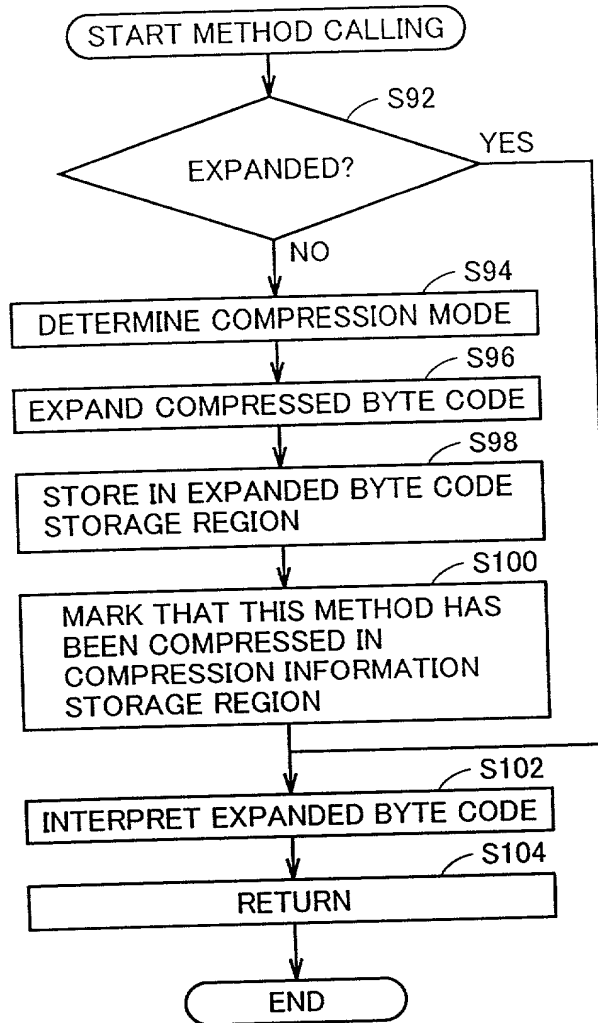 START METHOD CALLING
S92
EXPANDED?
YES
NO
S94
DETERMINE COMPRESSION MODE
S96
EXPAND COMPRESSED BYTE CODE
S98
STORE IN EXPANDED BYTE CODE
STORAGE REGION
S100
MARK THAT THIS METHOD HAS
BEEN COMPRESSED IN
COMPRESSION INFORMATION
STORAGE REGION
S102
INTERPRET EXPANDED BYTE CODE
S104
RETURN
END